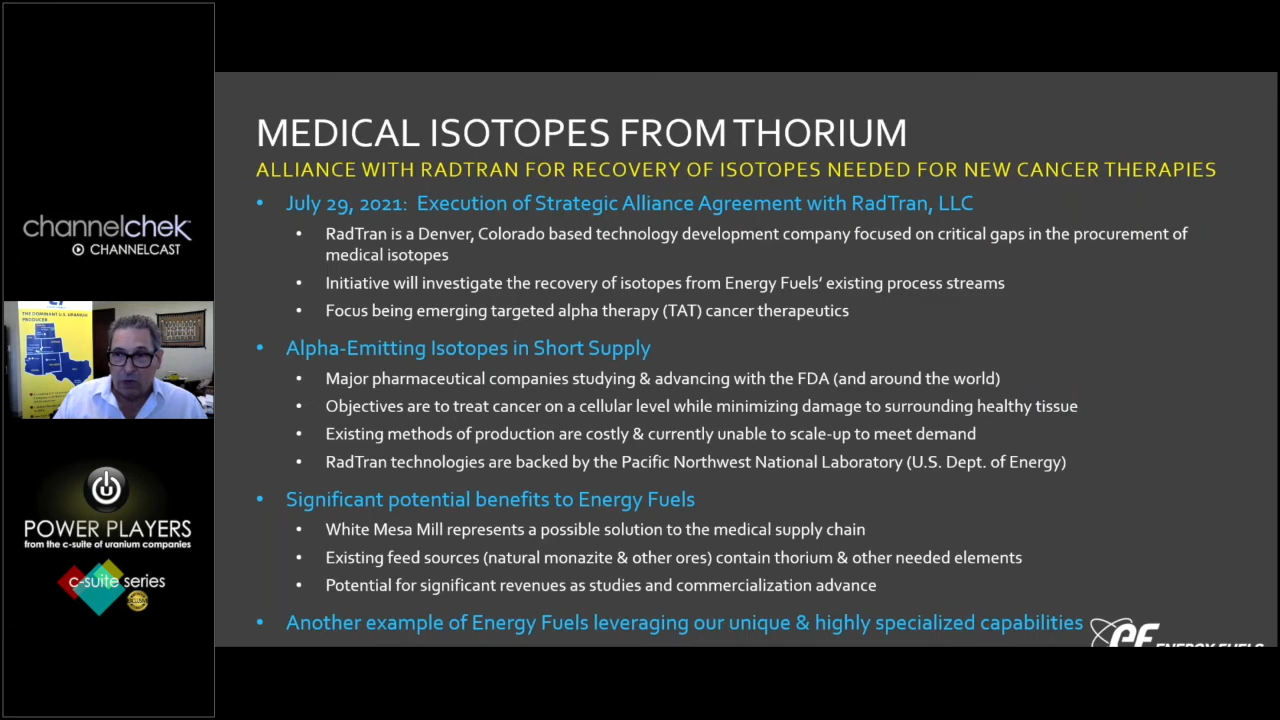 MEDICAL ISOTOPES FROM THORIUM
ALLIANCE WITH RADTRAN FOR RECOVERY OF ISOTOPES NEEDED FOR NEW CANCER THERAPIES
• July 29, 2021: Execution of Strategic Alliance Agreement with RadTran, LLC
• RadTran is a Denver, Colorado based technology development company focused on critical gaps in the procurement of
medical isotopes
• Initiative will investigate the recovery of isotopes from Energy Fuels' existing process streams
• Focus being emerging targeted alpha therapy (TAT) cancer therapeutics
• Alpha-Emitting Isotopes in Short Supply
• Major pharmaceutical companies studying & advancing with the FDA (and around the world)
• Objectives are to treat cancer on a cellular level while minimizing damage to surrounding healthy tissue
• Existing methods of production are costly & currently unable to scale-up to meet demand
• RadTran technologies are backed by the Pacific Northwest National Laboratory (U.S. Dept. of Energy)
• Significant potential benefits to Energy Fuels
• White Mesa Mill represents a possible solution to the medical supply chain
• Existing feed sources (natural monazite & other ores) contain thorium & other needed elements
• Potential for significant revenues as studies and commercialization advance
• Another example of Energy Fuels leveraging our unique & highly specialized capabilities
ef ENERGY FUELS
channelchek
CHANNELCAST
THE DOMINANT U.S. URANIUM
PRODUCER
POWER PLAYERS
from the c-suite of uranium companies
c-suite series